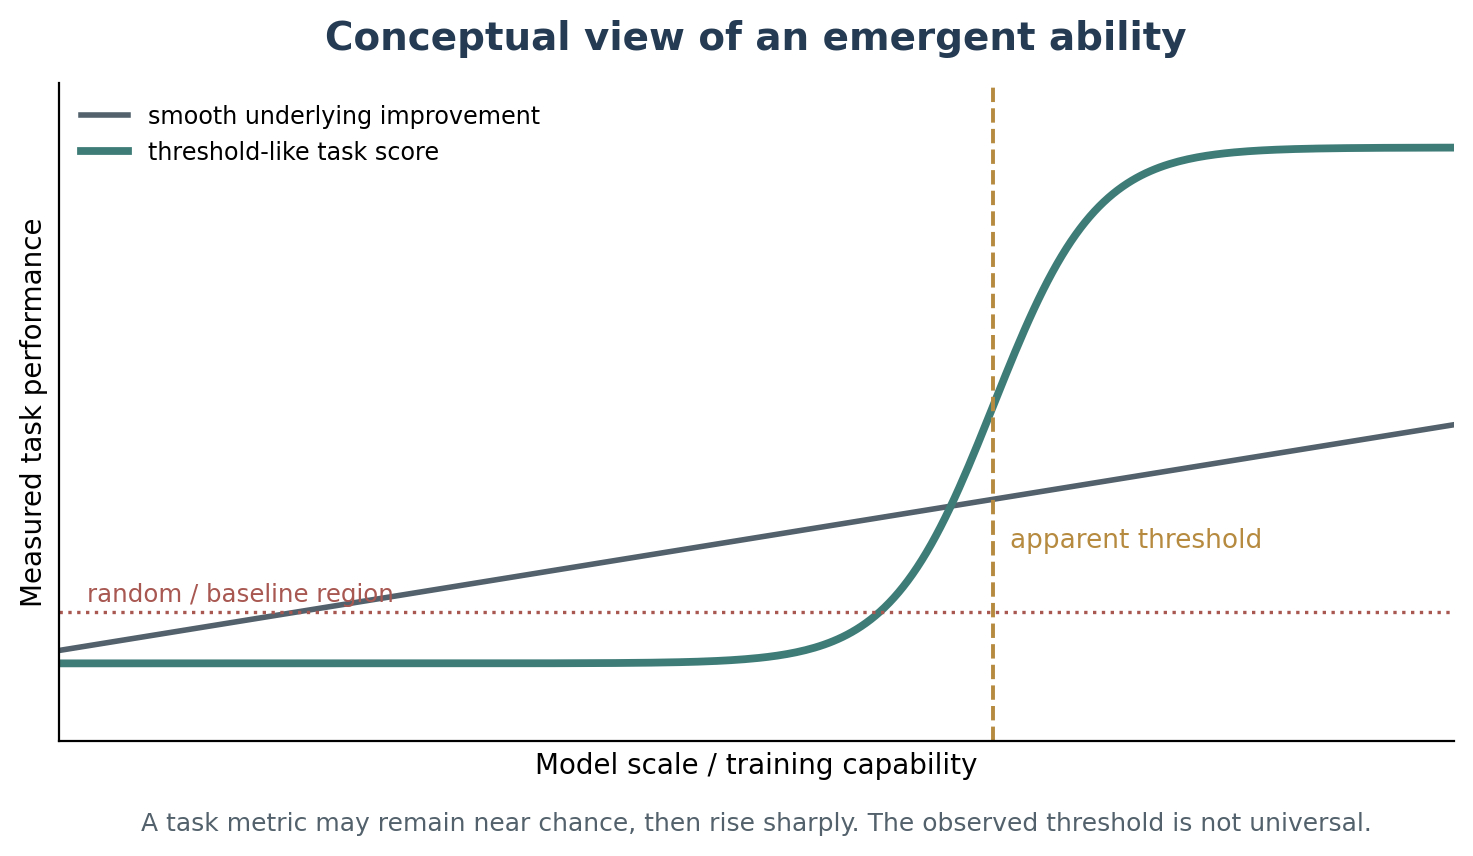 Conceptual view of an emergent ability
smooth underlying improvement
threshold-like task score
Measured task performance
apparent threshold
random / baseline region
Model scale / training capability
A task metric may remain near chance, then rise sharply. The observed threshold is not universal.